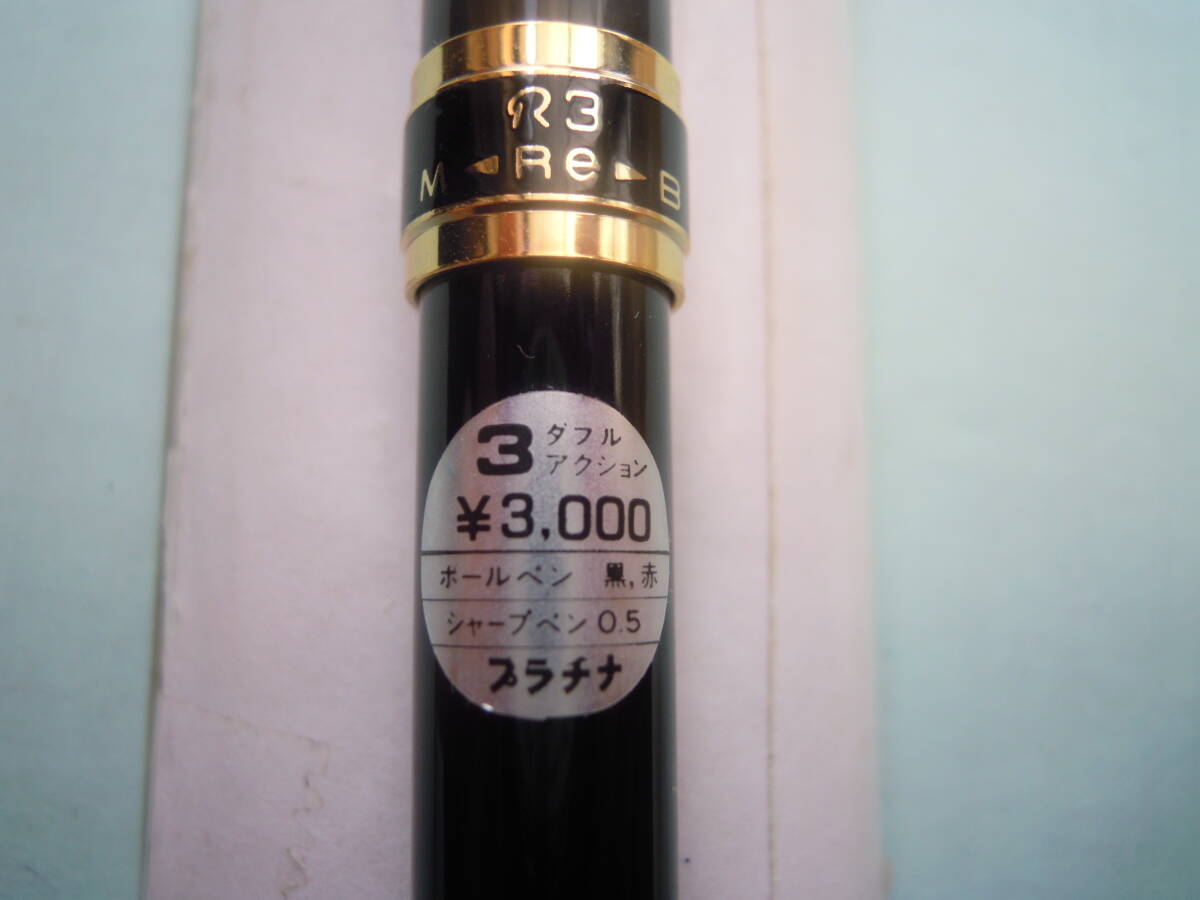 R3
M ◀Re▶ B
3 ダブル
アクション
¥3,000
ボールペン 黒,赤
シャープペン 0.5
プラチナ